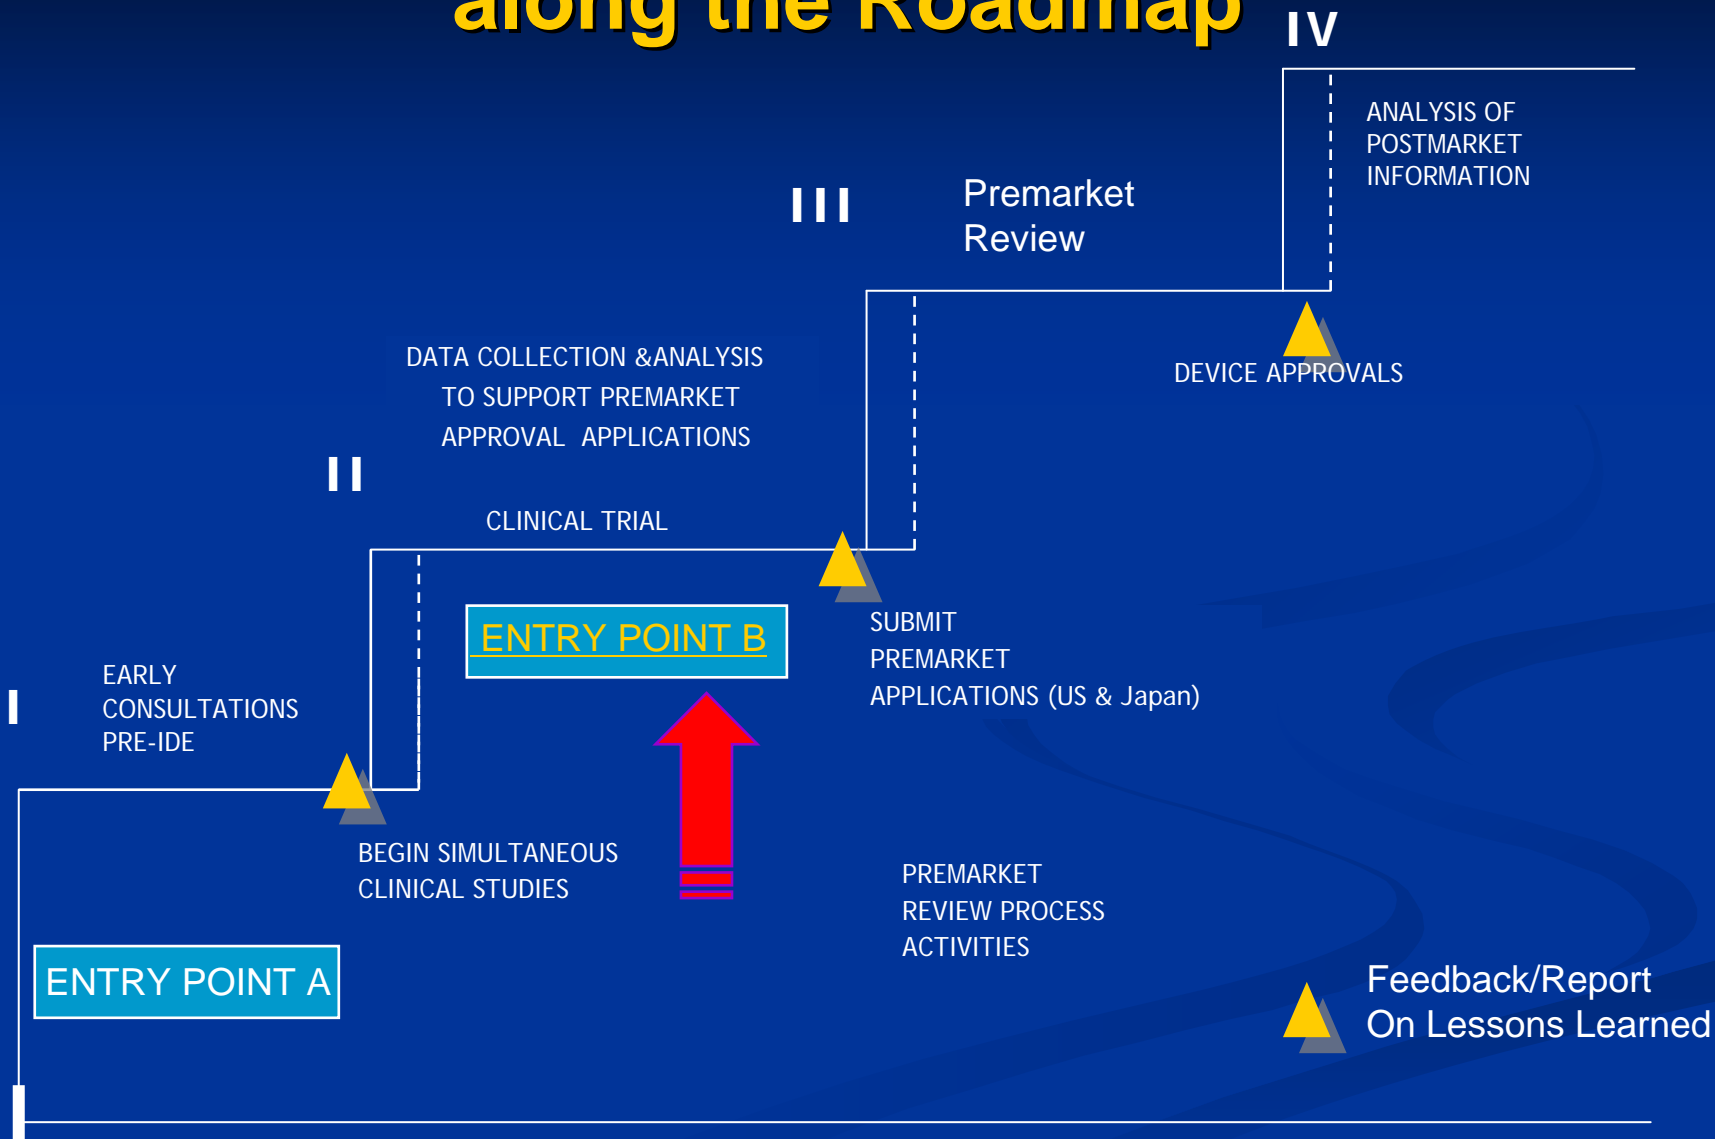 along the Roadmap
IV
ANALYSIS OF
POSTMARKET
INFORMATION
III
Premarket
Review
DATA COLLECTION &ANALYSIS
TO SUPPORT PREMARKET
APPROVAL APPLICATIONS
DEVICE APPROVALS
II
CLINICAL TRIAL
ENTRY POINT B
SUBMIT
PREMARKET
APPLICATIONS (US & Japan)
I
EARLY
CONSULTATIONS
PRE-IDE
BEGIN SIMULTANEOUS
CLINICAL STUDIES
PREMARKET
REVIEW PROCESS
ACTIVITIES
ENTRY POINT A
Feedback/Report
On Lessons Learned